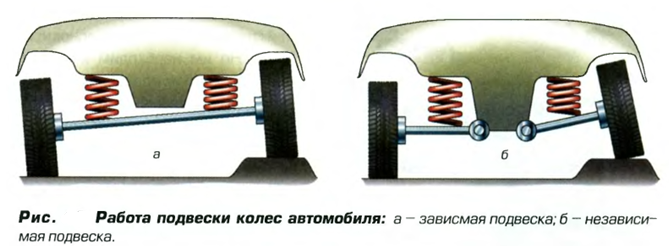 а
б
Рис. Работа подвески колес автомобиля: а – зависмая подвеска; б – независи-
мая подвеска.